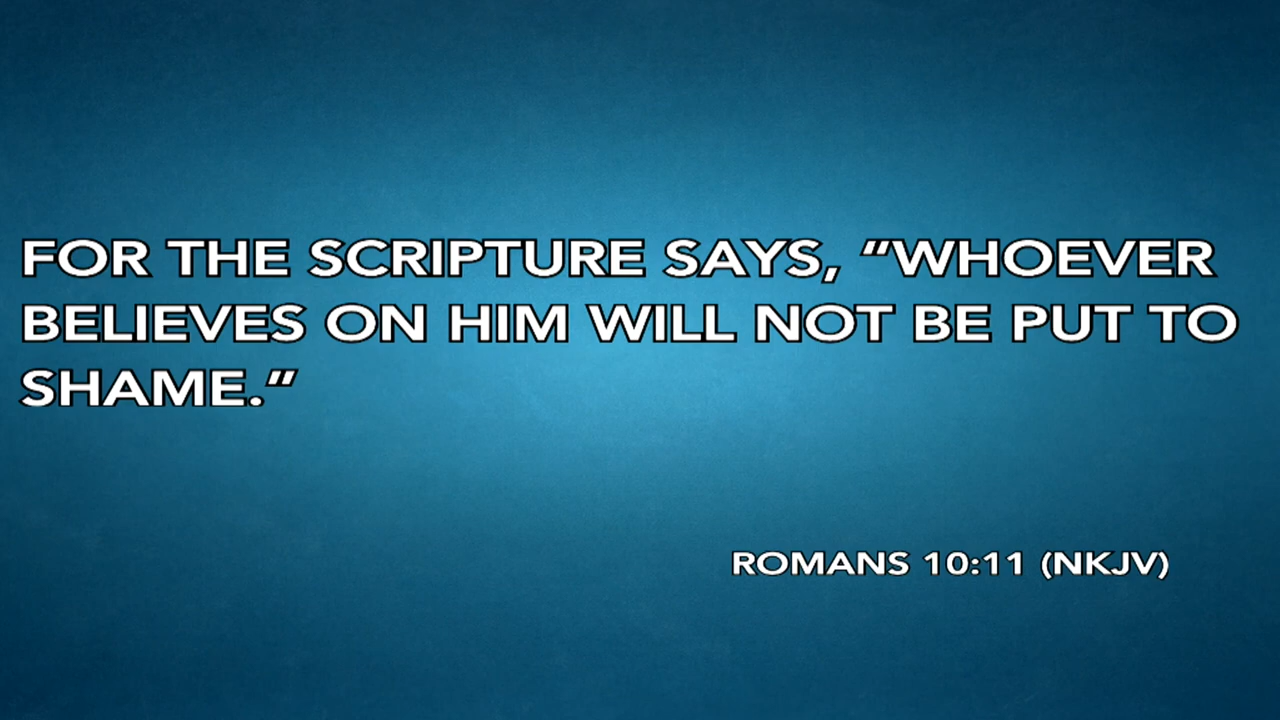 FOR THE SCRIPTURE SAYS, “WHOEVER
BELIEVES ON HIM WILL NOT BE PUT TO
SHAME.”
ROMANS 10:11 (NKJV)